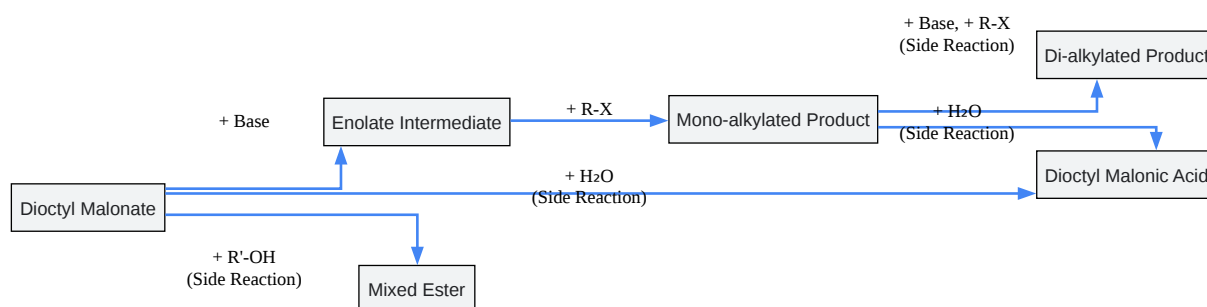 + Base, + R-X
(Side Reaction)
Di-alkylated Product
+ Base
Enolate Intermediate
+ R-X
Mono-alkylated Product
+ H₂O
(Side Reaction)
Dioctyl Malonic Acid
+ H₂O
(Side Reaction)
Dioctyl Malonate
+ R'-OH
(Side Reaction)
Mixed Ester